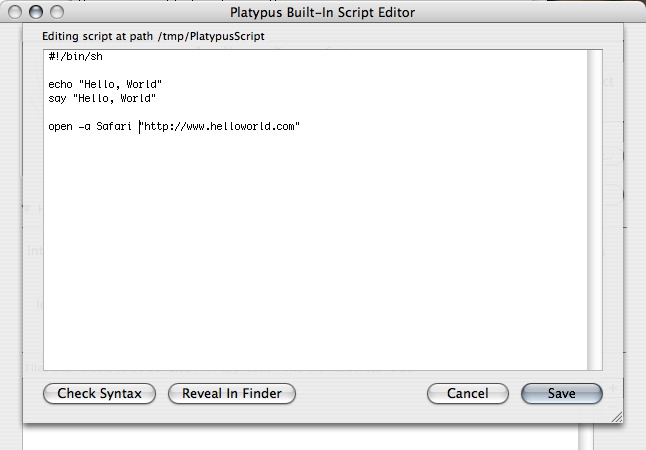 Platypus Built-In Script Editor
Editing script at path /tmp/PlatypusScript
#!/bin/sh
echo "Hello, World"
say "Hello, World"
open -a Safari "http://www.helloworld.com"
Check Syntax
Reveal In Finder
Cancel
Save